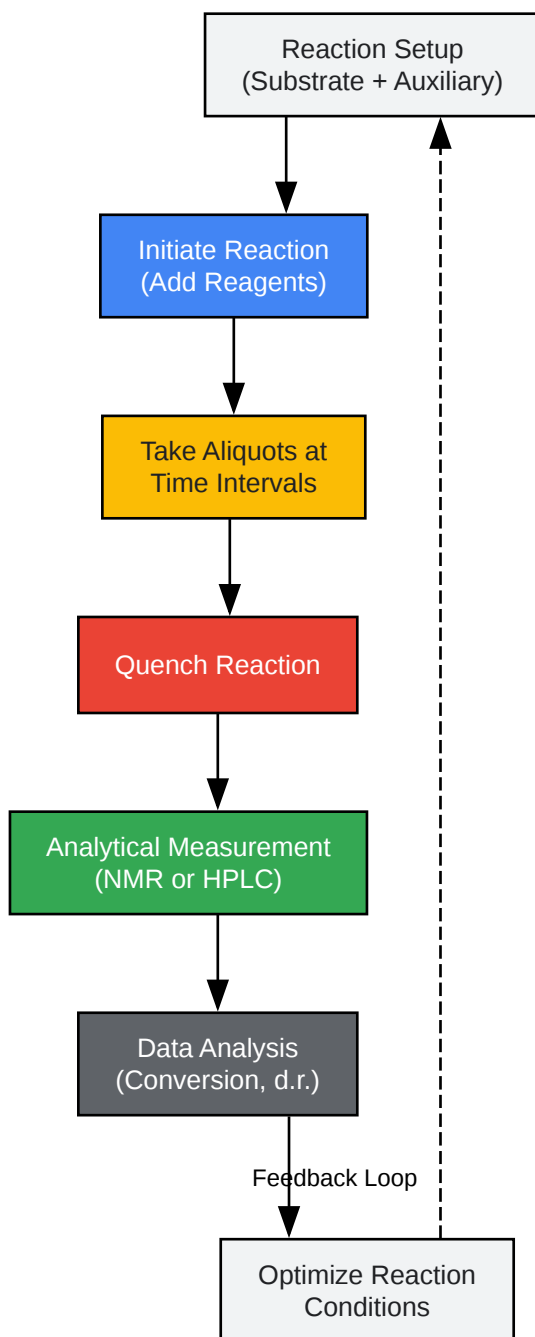 Reaction Setup
(Substrate + Auxiliary)
Initiate Reaction
(Add Reagents)
Take Aliquots at
Time Intervals
Quench Reaction
Analytical Measurement
(NMR or HPLC)
Data Analysis
(Conversion, d.r.)
Feedback Loop
Optimize Reaction
Conditions